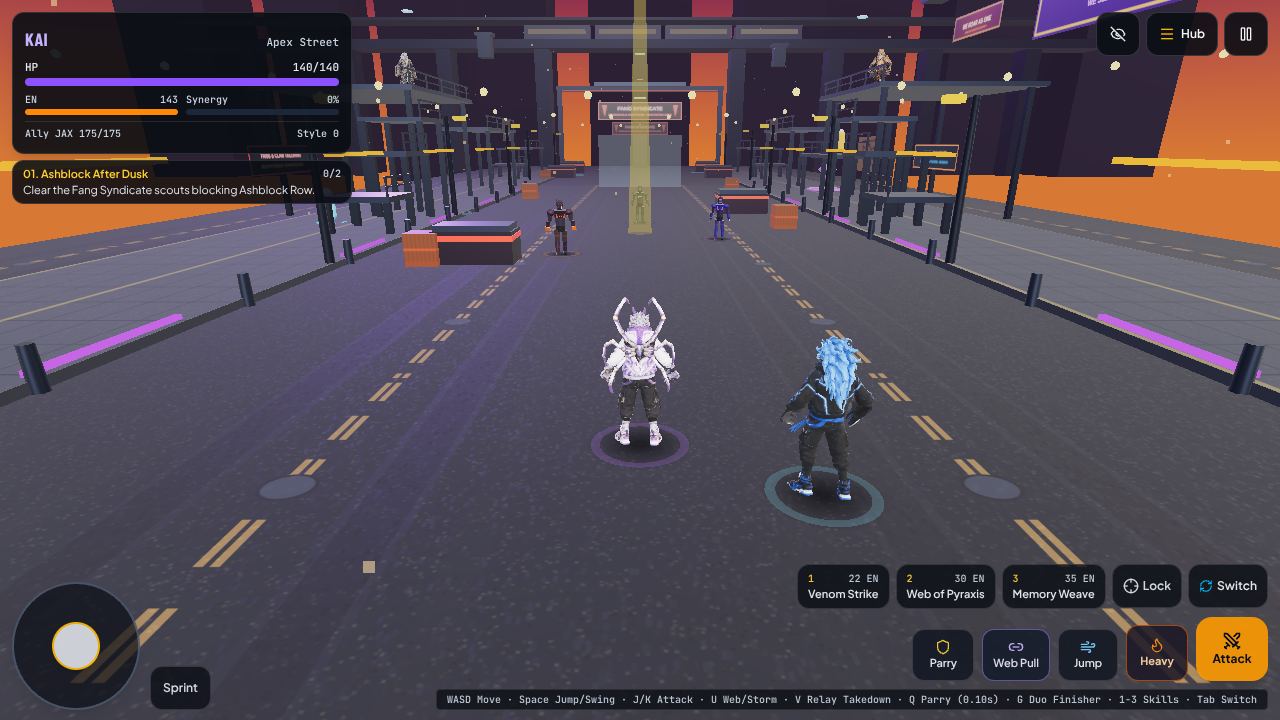 KAI
Apex Street
HP 140/140
EN 143 Synergy 0%
Ally JAX 175/175 Style 0
01. Ashblock After Dusk 0/2
Clear the Fang Syndicate scouts blocking Ashblock Row.
Hub
FANG SYNDICATE
1 22 EN
Venom Strike
2 30 EN
Web of Pyraxis
3 35 EN
Memory Weave
Lock
Switch
Parry
Web Pull
Jump
Heavy
Attack
Sprint
WASD Move · Space Jump/Swing · J/K Attack · U Web/Storm · V Relay Takedown · Q Parry (0.10s) · G Duo Finisher · 1-3 Skills · Tab Switch